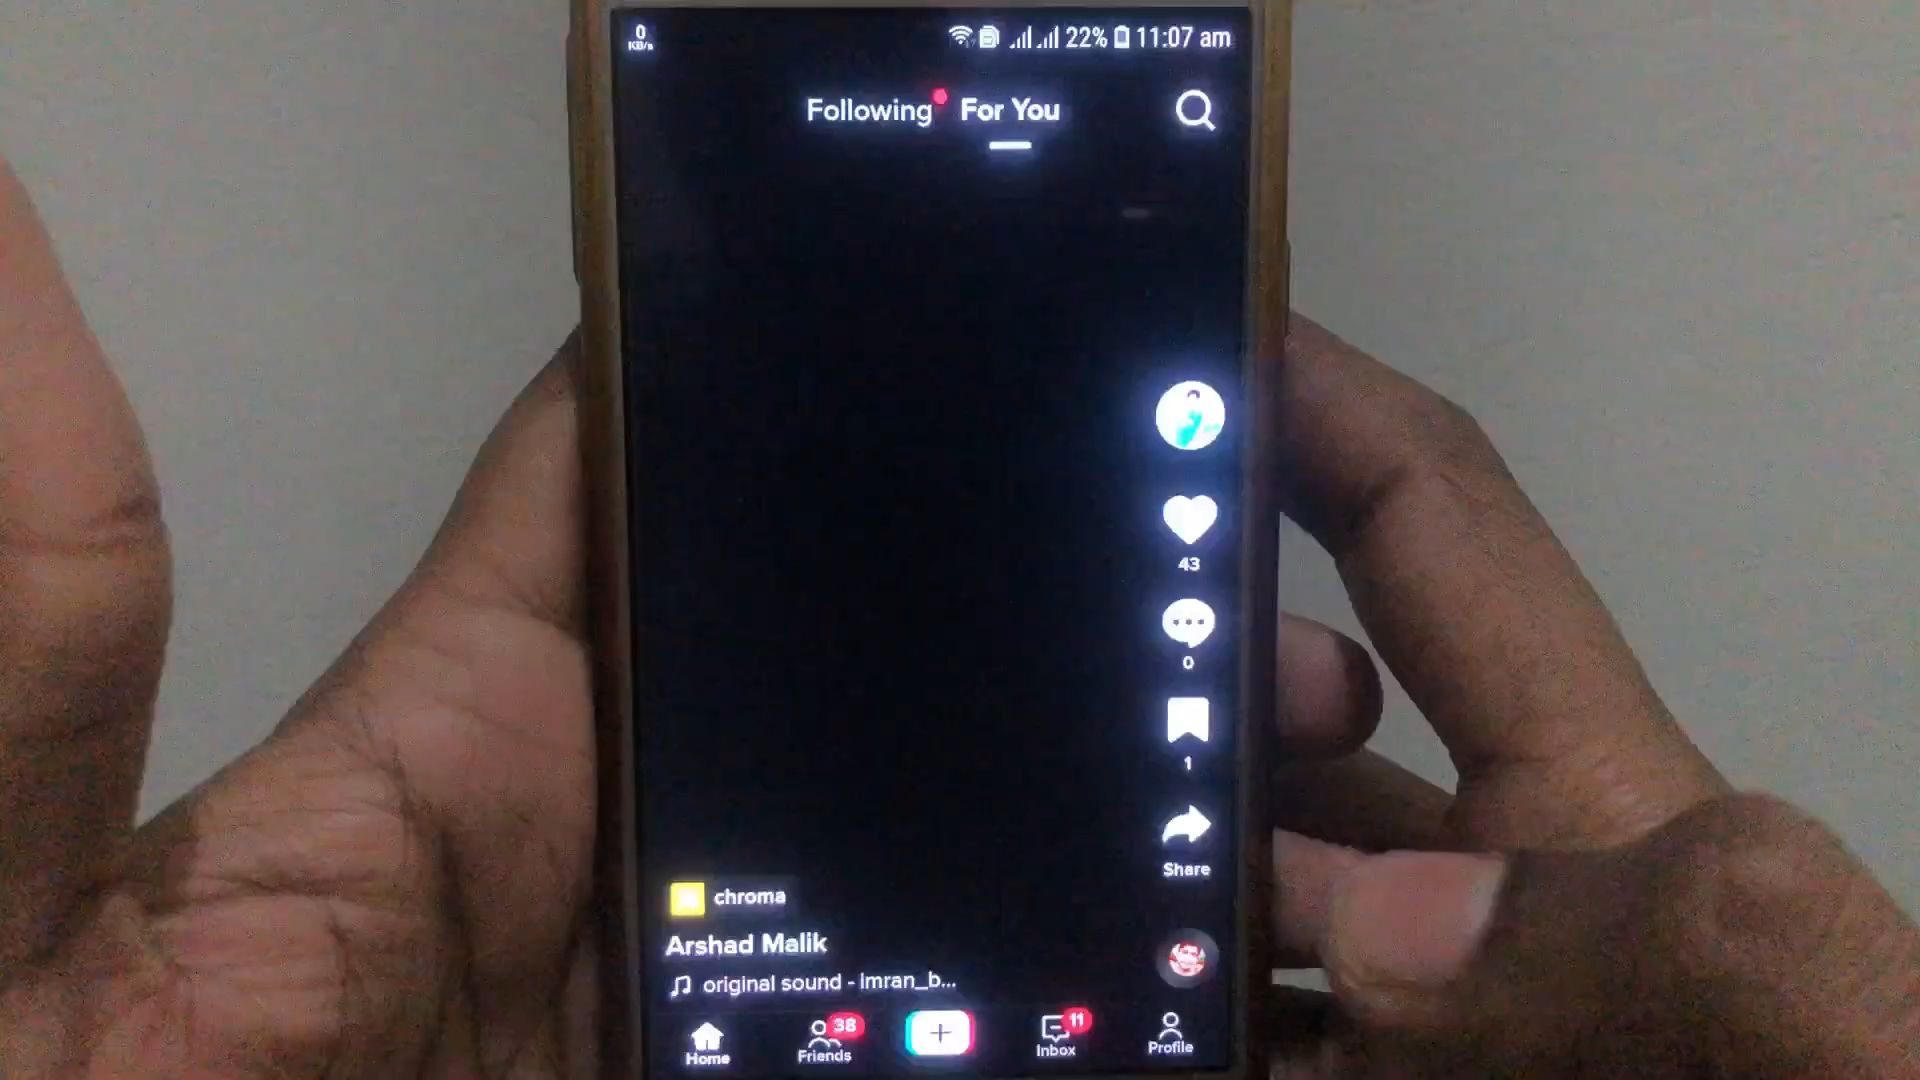 0
KB/s
22% 11:07 am
Following For You
43
0
1
Share
chroma
Arshad Malik
original sound - Imran_b...
38
11
Home
Friends
Inbox
Profile